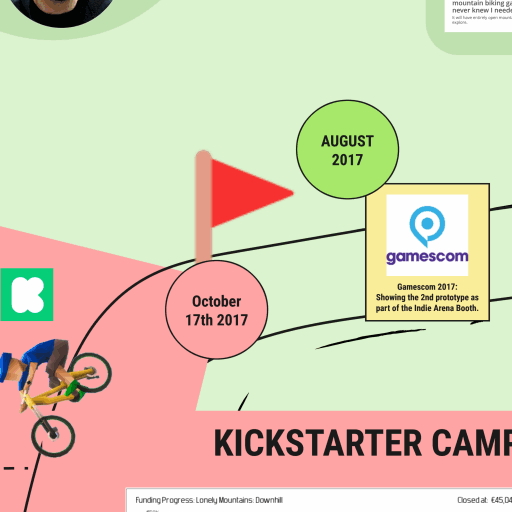 mountain biking ga
never knew I neede
it will have entirely open mount
explore.
AUGUST
2017
gamescom
Gamescom 2017:
Showing the 2nd prototype as
part of the Indie Arena Booth.
October
17th 2017
KICKSTARTER CAMP
Funding Progress: Lonely Mountains: Downhill
Closed at: €45,04